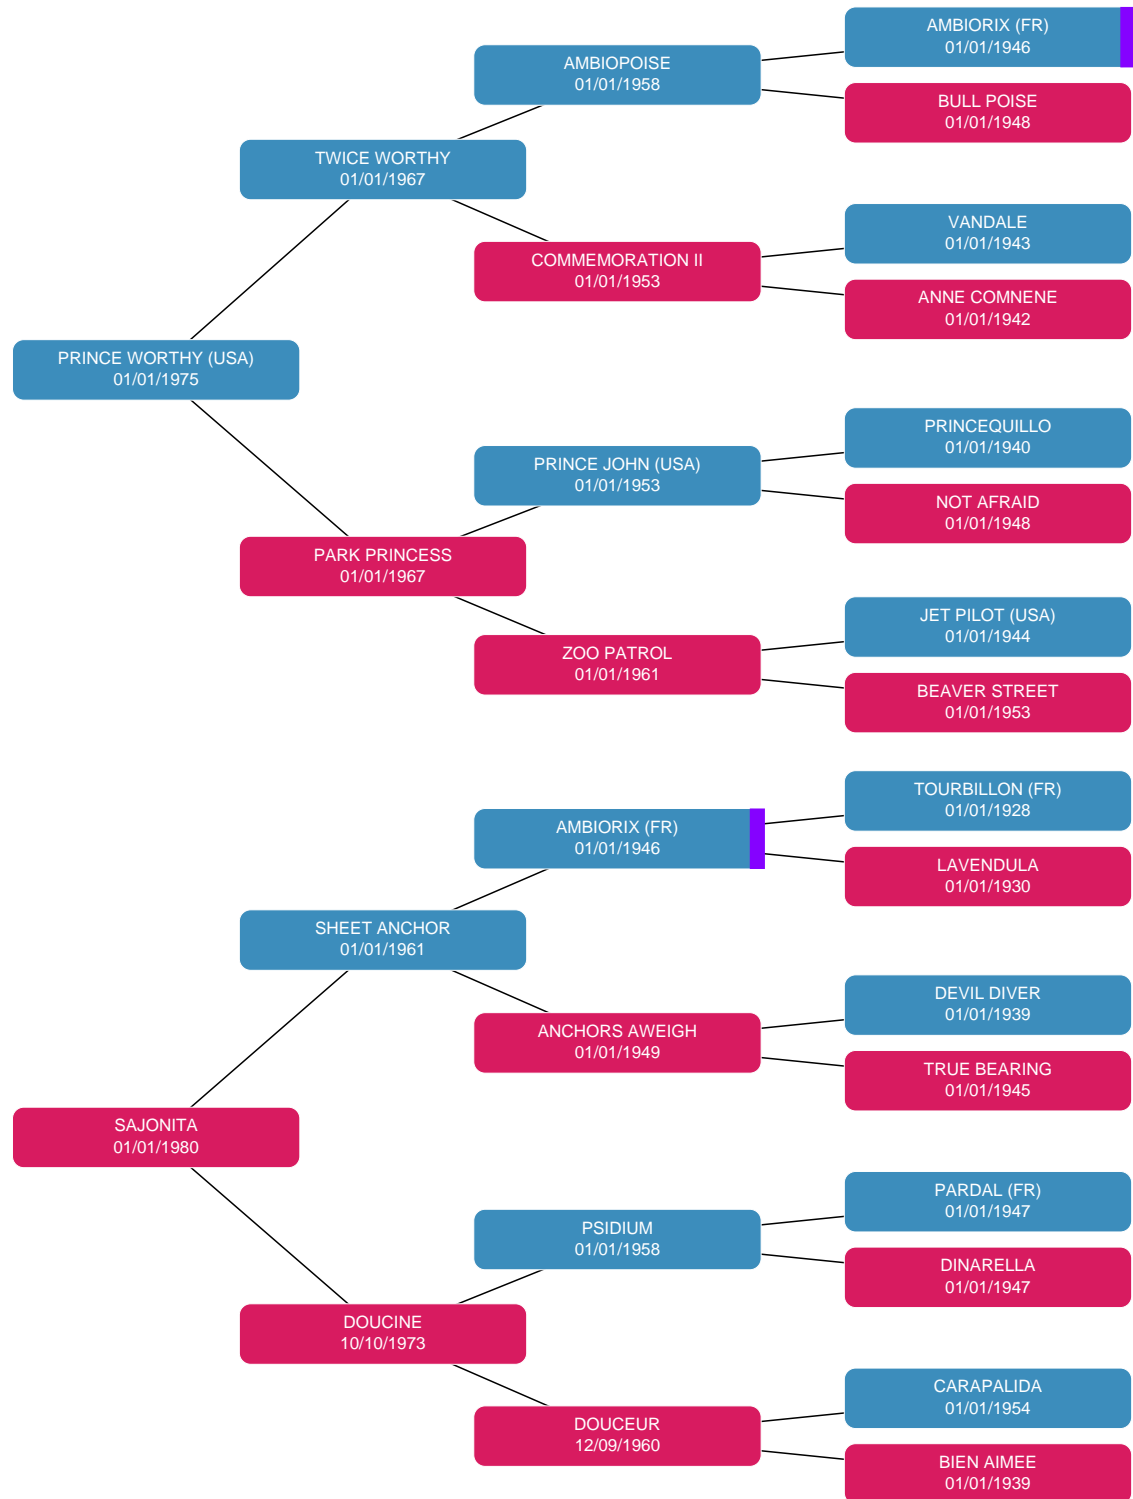 AMBIORIX (FR)
01/01/1946
AMBIOPOISE
01/01/1958
BULL POISE
01/01/1948
TWICE WORTHY
01/01/1967
VANDALE
01/01/1943
COMMEMORATION II
01/01/1953
ANNE COMNENE
01/01/1942
PRINCE WORTHY (USA)
01/01/1975
PRINCEQUILLO
01/01/1940
PRINCE JOHN (USA)
01/01/1953
NOT AFRAID
01/01/1948
PARK PRINCESS
01/01/1967
JET PILOT (USA)
01/01/1944
ZOO PATROL
01/01/1961
BEAVER STREET
01/01/1953
TOURBILLON (FR)
01/01/1928
AMBIORIX (FR)
01/01/1946
LAVENDULA
01/01/1930
SHEET ANCHOR
01/01/1961
DEVIL DIVER
01/01/1939
ANCHORS AWEIGH
01/01/1949
TRUE BEARING
01/01/1945
SAJONITA
01/01/1980
PARDAL (FR)
01/01/1947
PSIDIUM
01/01/1958
DINARELLA
01/01/1947
DOUCINE
10/10/1973
CARAPALIDA
01/01/1954
DOUCEUR
12/09/1960
BIEN AIMEE
01/01/1939